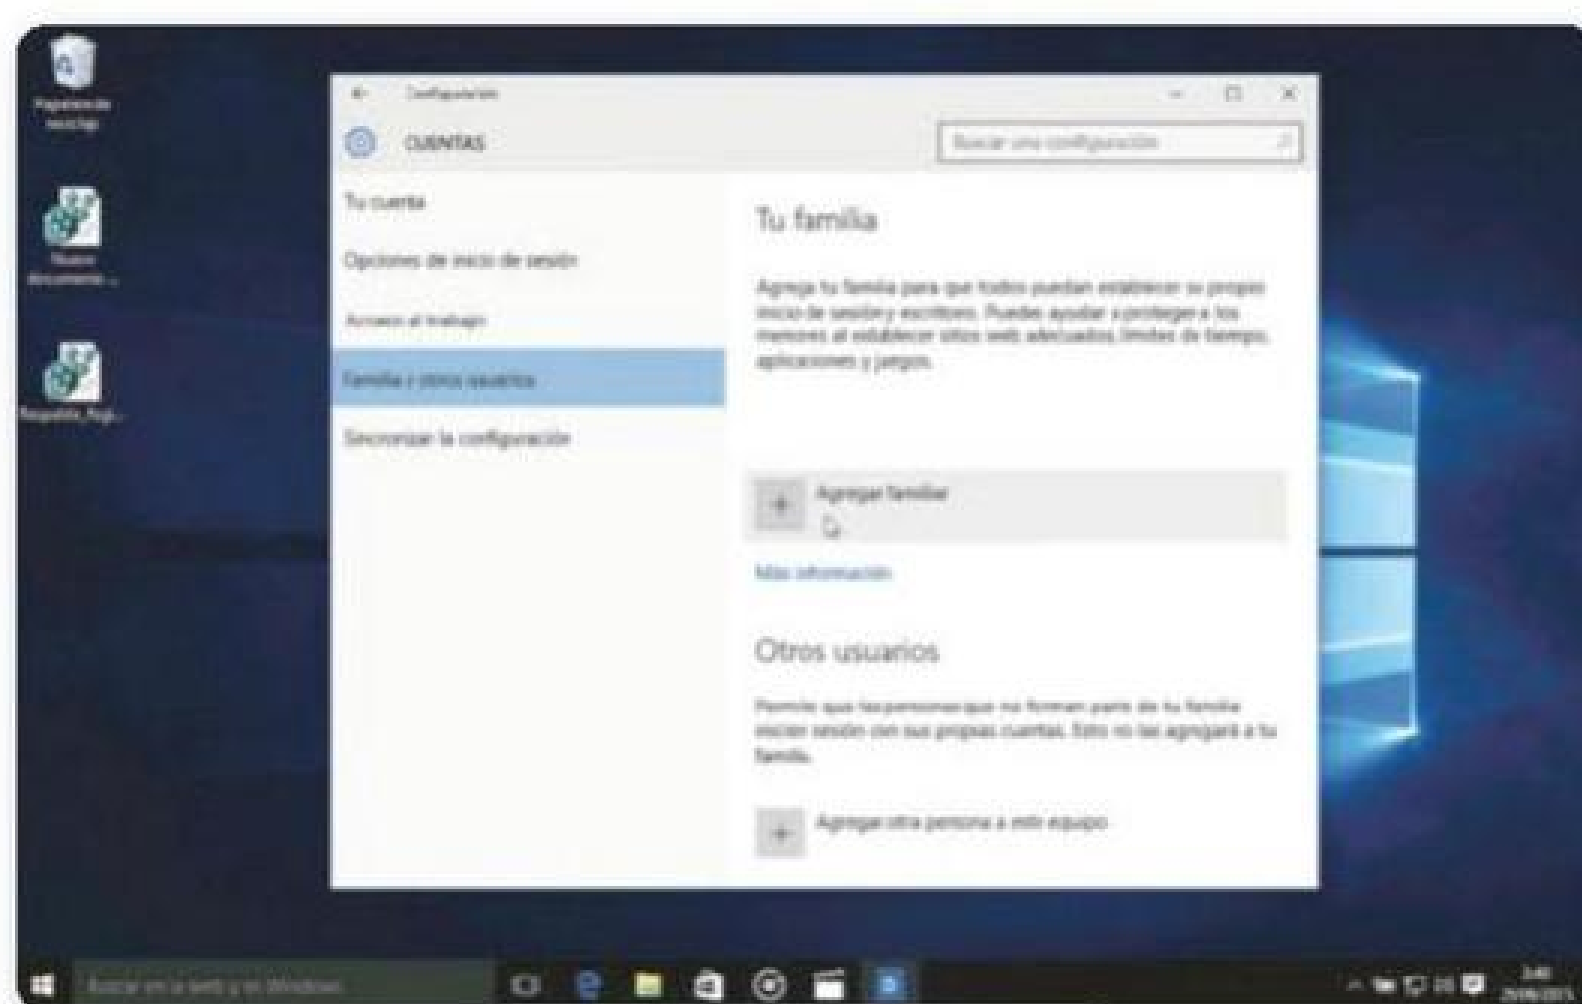 Papelera de
reciclaje
Nuevo
documento ...
Configuración
CUENTAS
Buscar una configuración
Tu cuenta
Opciones de inicio de sesión
Acceso al trabajo
Familia y otros usuarios
Sincronizar la configuración
Tu familia
Agrega tu familia para que todos puedan establecer su propio
inicio de sesión y escritorio. Puedes ayudar a proteger a los
menores al establecer sitios web adecuados, límites de tiempo,
aplicaciones y juegos.
Agregar familiar
Más información
Otros usuarios
Permite que las personas que no forman parte de tu familia
inicien sesión con sus propias cuentas. Esto no las agregará a tu
familia.
Agregar otra persona a este equipo
Buscar en la web y en Windows